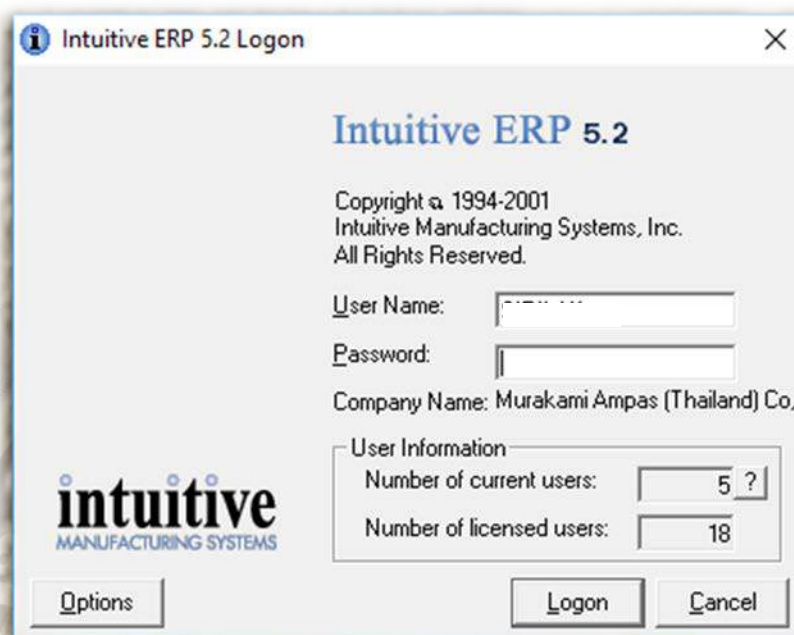 Intuitive ERP 5.2 Logon
Intuitive ERP 5.2
Copyright 1994-2001
Intuitive Manufacturing Systems, Inc.
All Rights Reserved.
User Name:
Password:
Company Name: Murakami Ampas (Thailand) Co,
User Information
Number of current users: 5 ?
Number of licensed users: 18
intuitive
MANUFACTURING SYSTEMS
Options Logon Cancel